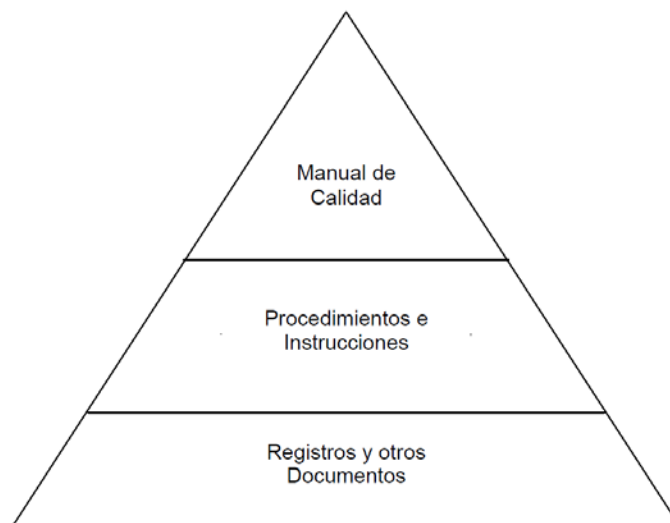 Manual de
Calidad
Procedimientos e
Instrucciones
Registros y otros
Documentos